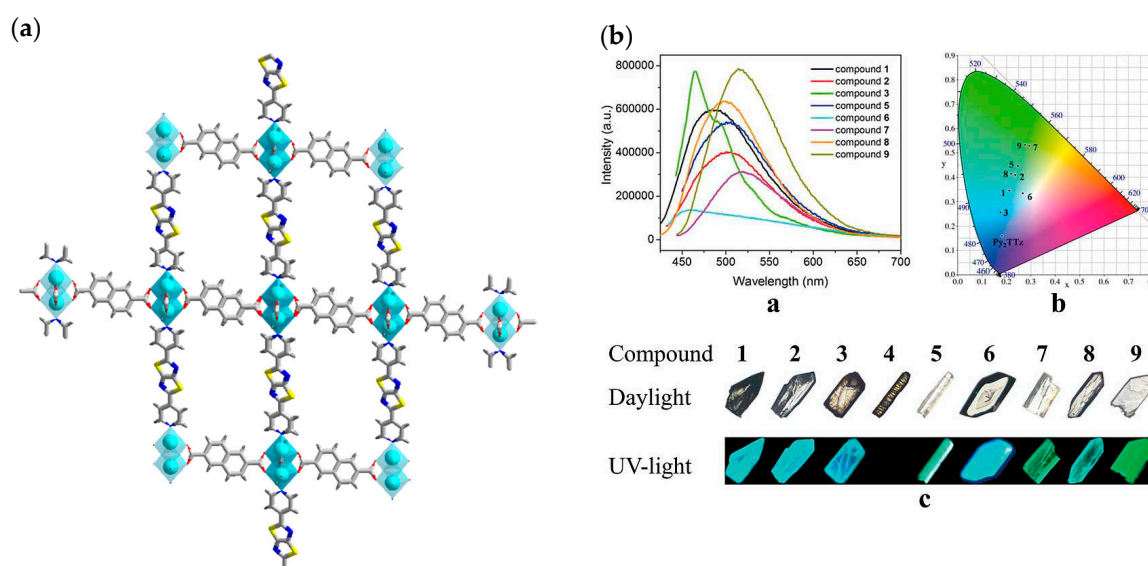 (a)
(b)
800000
600000
400000
200000
0
Intensity (a.u.)
450 500 550 600 650 700
Wavelength (nm)
compound 1
compound 2
compound 3
compound 5
compound 6
compound 7
compound 8
compound 9
a
0.9
0.8
0.7
0.6
0.5
y
0.4
0.3
0.2
0.1
0.0
0.0 0.1 0.2 0.3 0.4 0.5 0.6 0.7
x
520
540
560
580
600
620
500
490
480
470
460
380
9
7
5
8
2
1
6
3
Py₂TTz
b
Compound 1 2 3 4 5 6 7 8 9
Daylight
UV-light
c